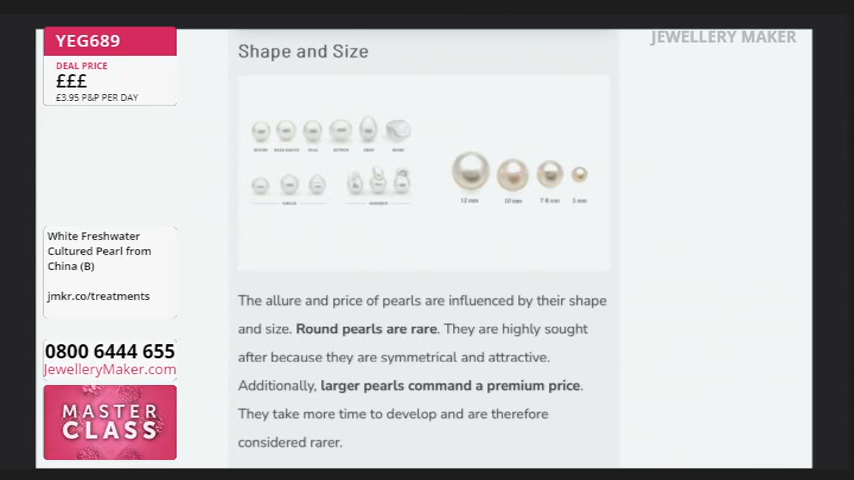 YEG689
DEAL PRICE
£££
£3.95 P&P PER DAY
White Freshwater
Cultured Pearl from
China (B)
jmkr.co/treatments
0800 6444 655
JewelleryMaker.com
MASTER
CLASS
JEWELLERY MAKER
Shape and Size
12 mm
10 mm
7-8 mm
5 mm
The allure and price of pearls are influenced by their shape
and size. Round pearls are rare. They are highly sought
after because they are symmetrical and attractive.
Additionally, larger pearls command a premium price.
They take more time to develop and are therefore
considered rarer.